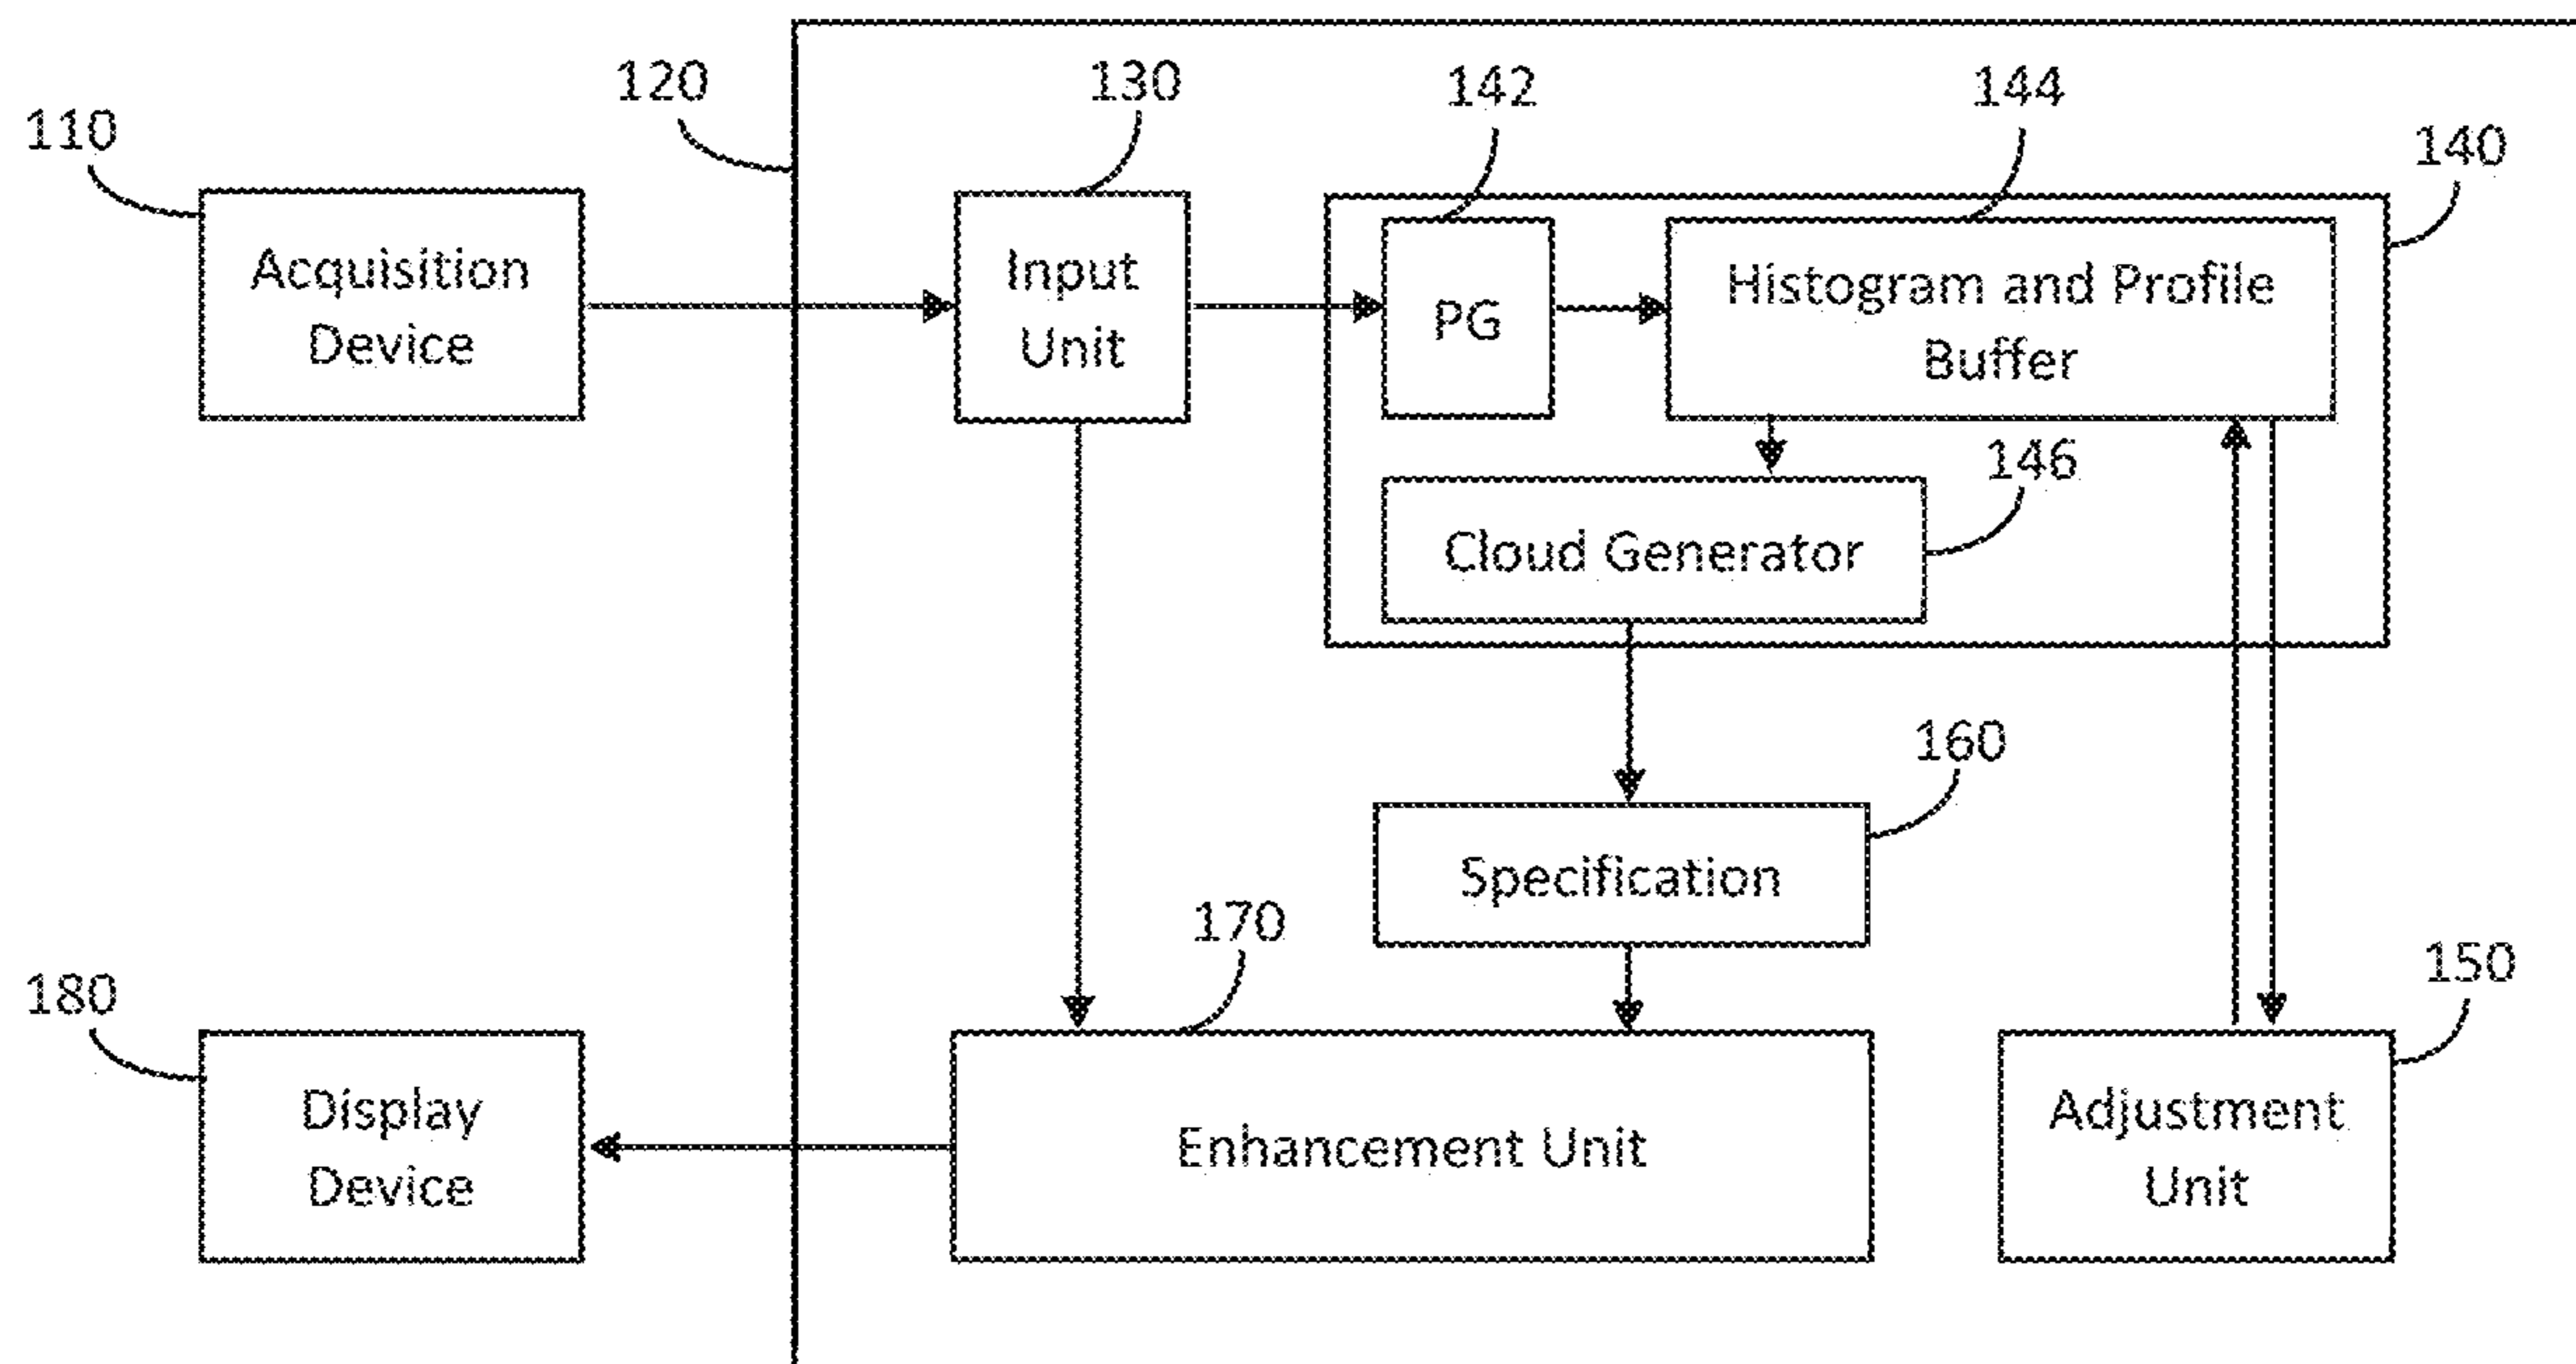 120
130
142
144
110
140
Acquisition
Device
Input
Unit
PG
Histogram and Profile
Buffer
146
Cloud Generator
160
Specification
170
150
180
Display
Device
Enhancement Unit
Adjustment
Unit